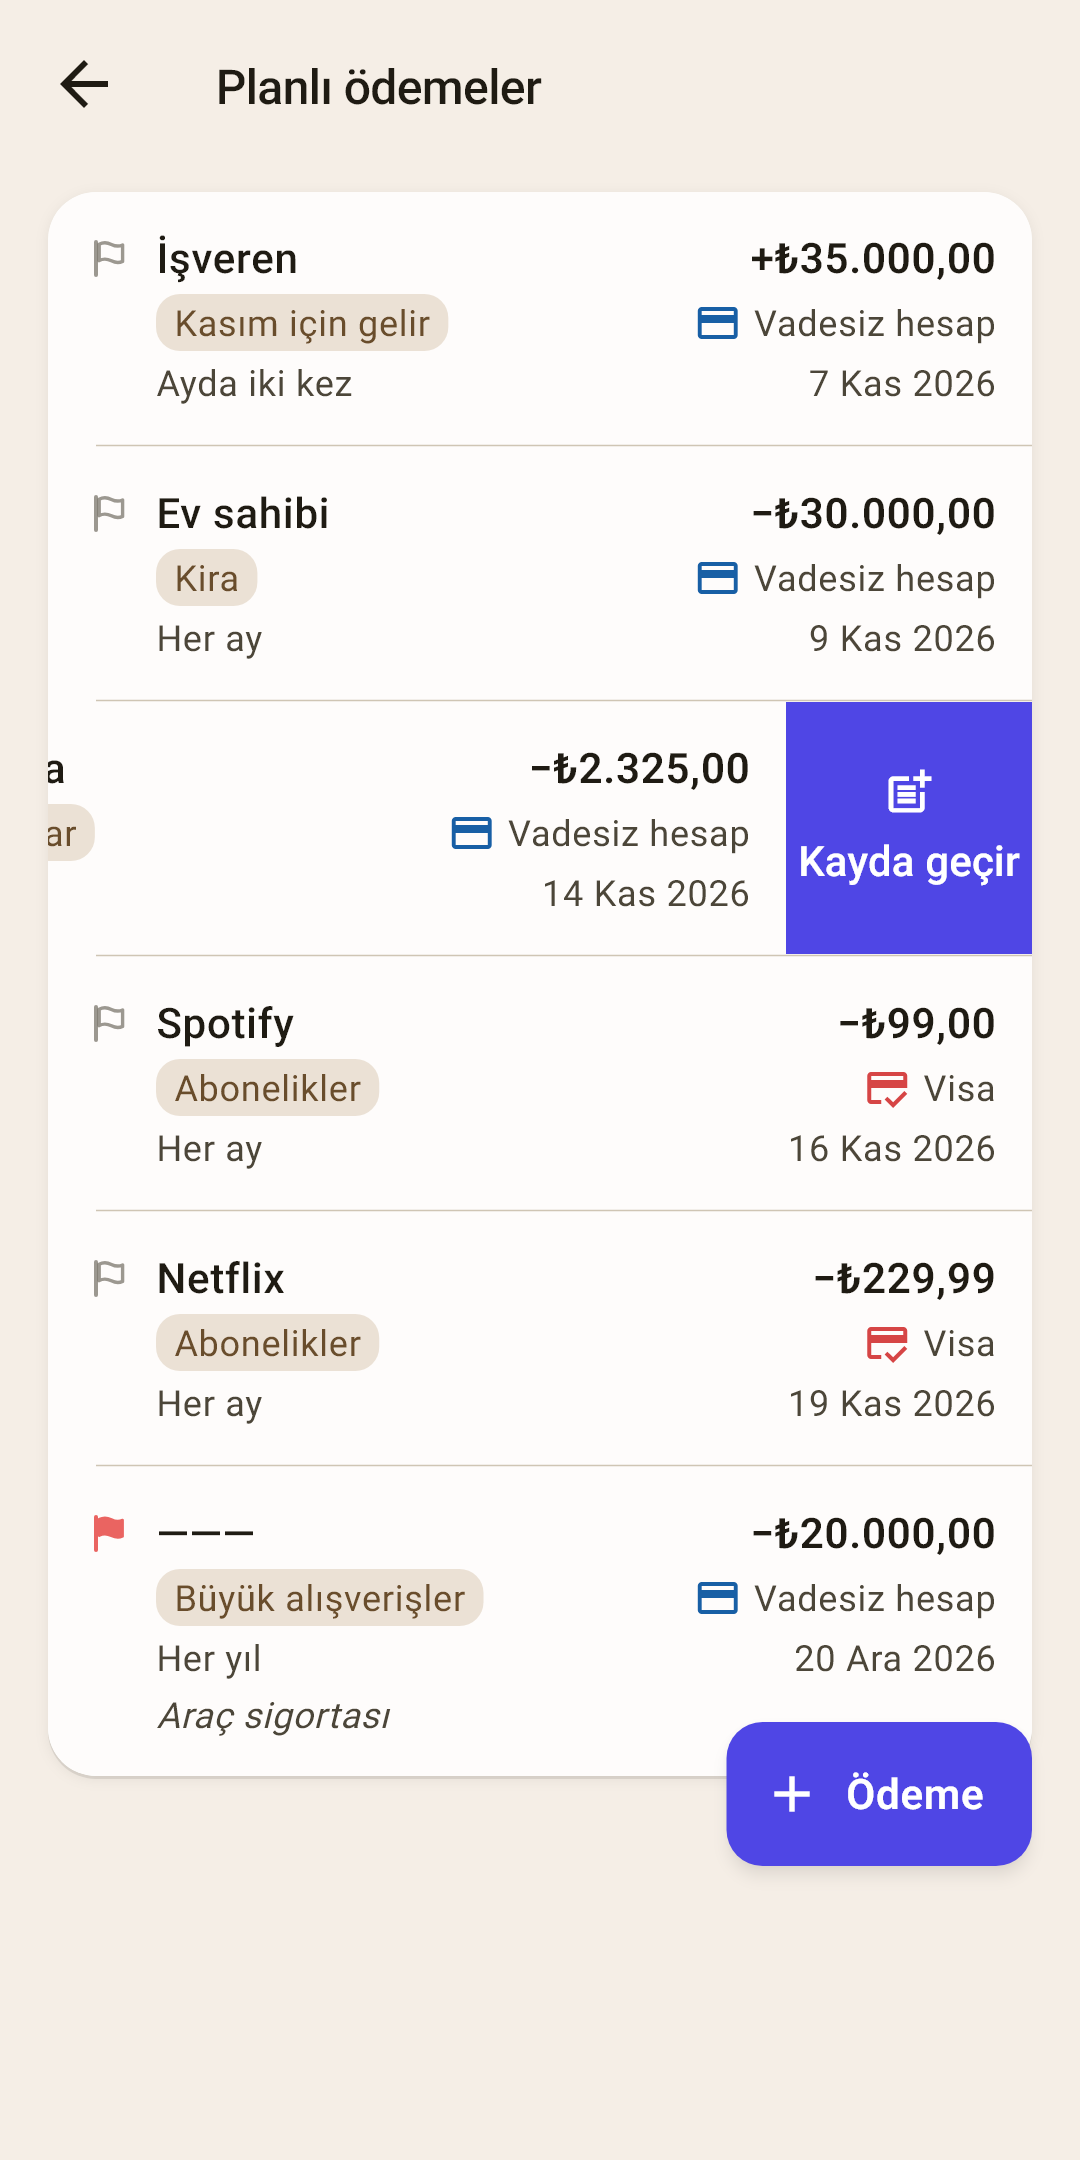 Planlı ödemeler
İşveren +₺35.000,00
Kasım için gelir Vadesiz hesap
Ayda iki kez 7 Kas 2026
Ev sahibi −₺30.000,00
Kira Vadesiz hesap
Her ay 9 Kas 2026
a −₺2.325,00
ar Vadesiz hesap
14 Kas 2026
Kayda geçir
Spotify −₺99,00
Abonelikler Visa
Her ay 16 Kas 2026
Netflix −₺229,99
Abonelikler Visa
Her ay 19 Kas 2026
——— −₺20.000,00
Büyük alışverişler Vadesiz hesap
Her yıl 20 Ara 2026
Araç sigortası
+ Ödeme